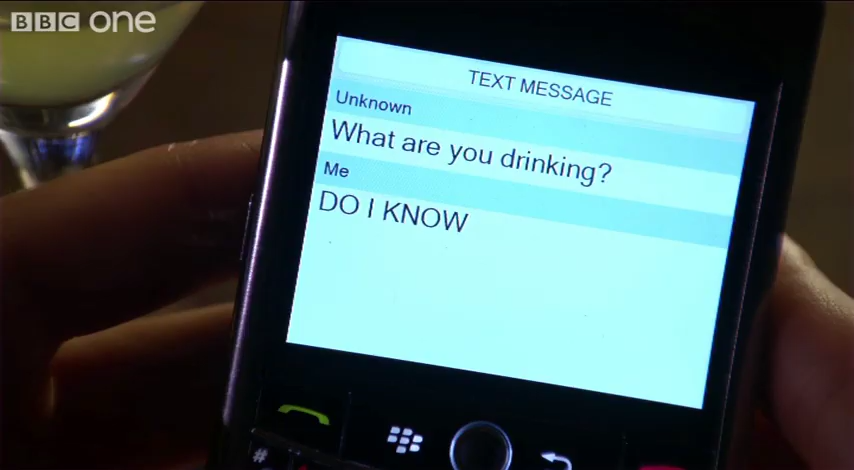 BBC one
TEXT MESSAGE
Unknown
What are you drinking?
Me
DO I KNOW
#